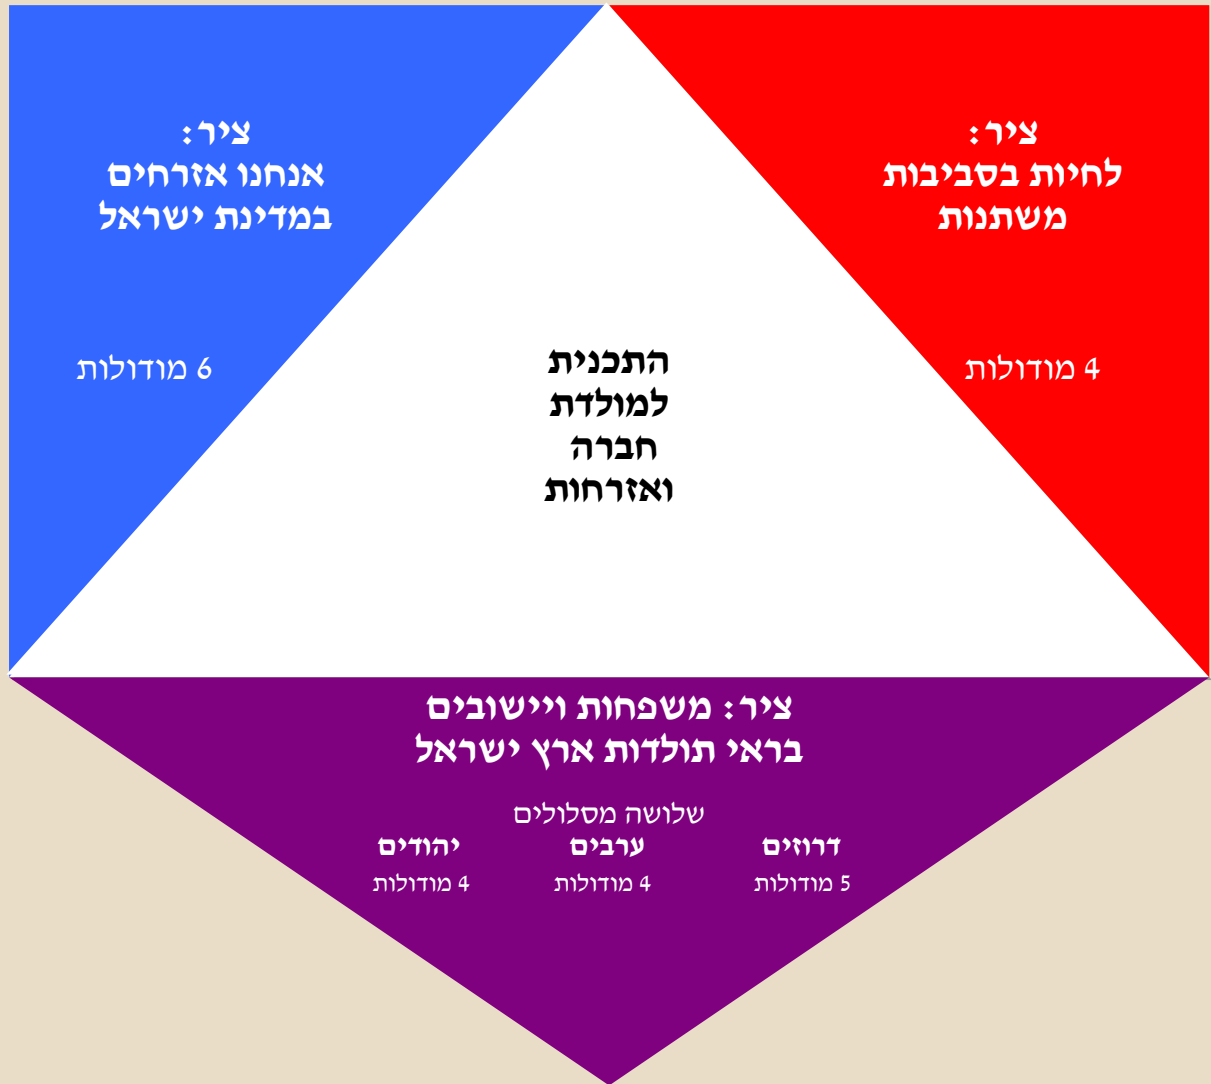 ציר:
לחיות בסביבות
משתנות
4 מודולות
ציר:
אנחנו אזרחים
במדינת ישראל
6 מודולות
התכנית
למולדת
חברה
ואזרחות
ציר: משפחות ויישובים
בראי תולדות ארץ ישראל
שלושה מסלולים
דרוזים ערבים יהודים
5 מודולות 4 מודולות 4 מודולות